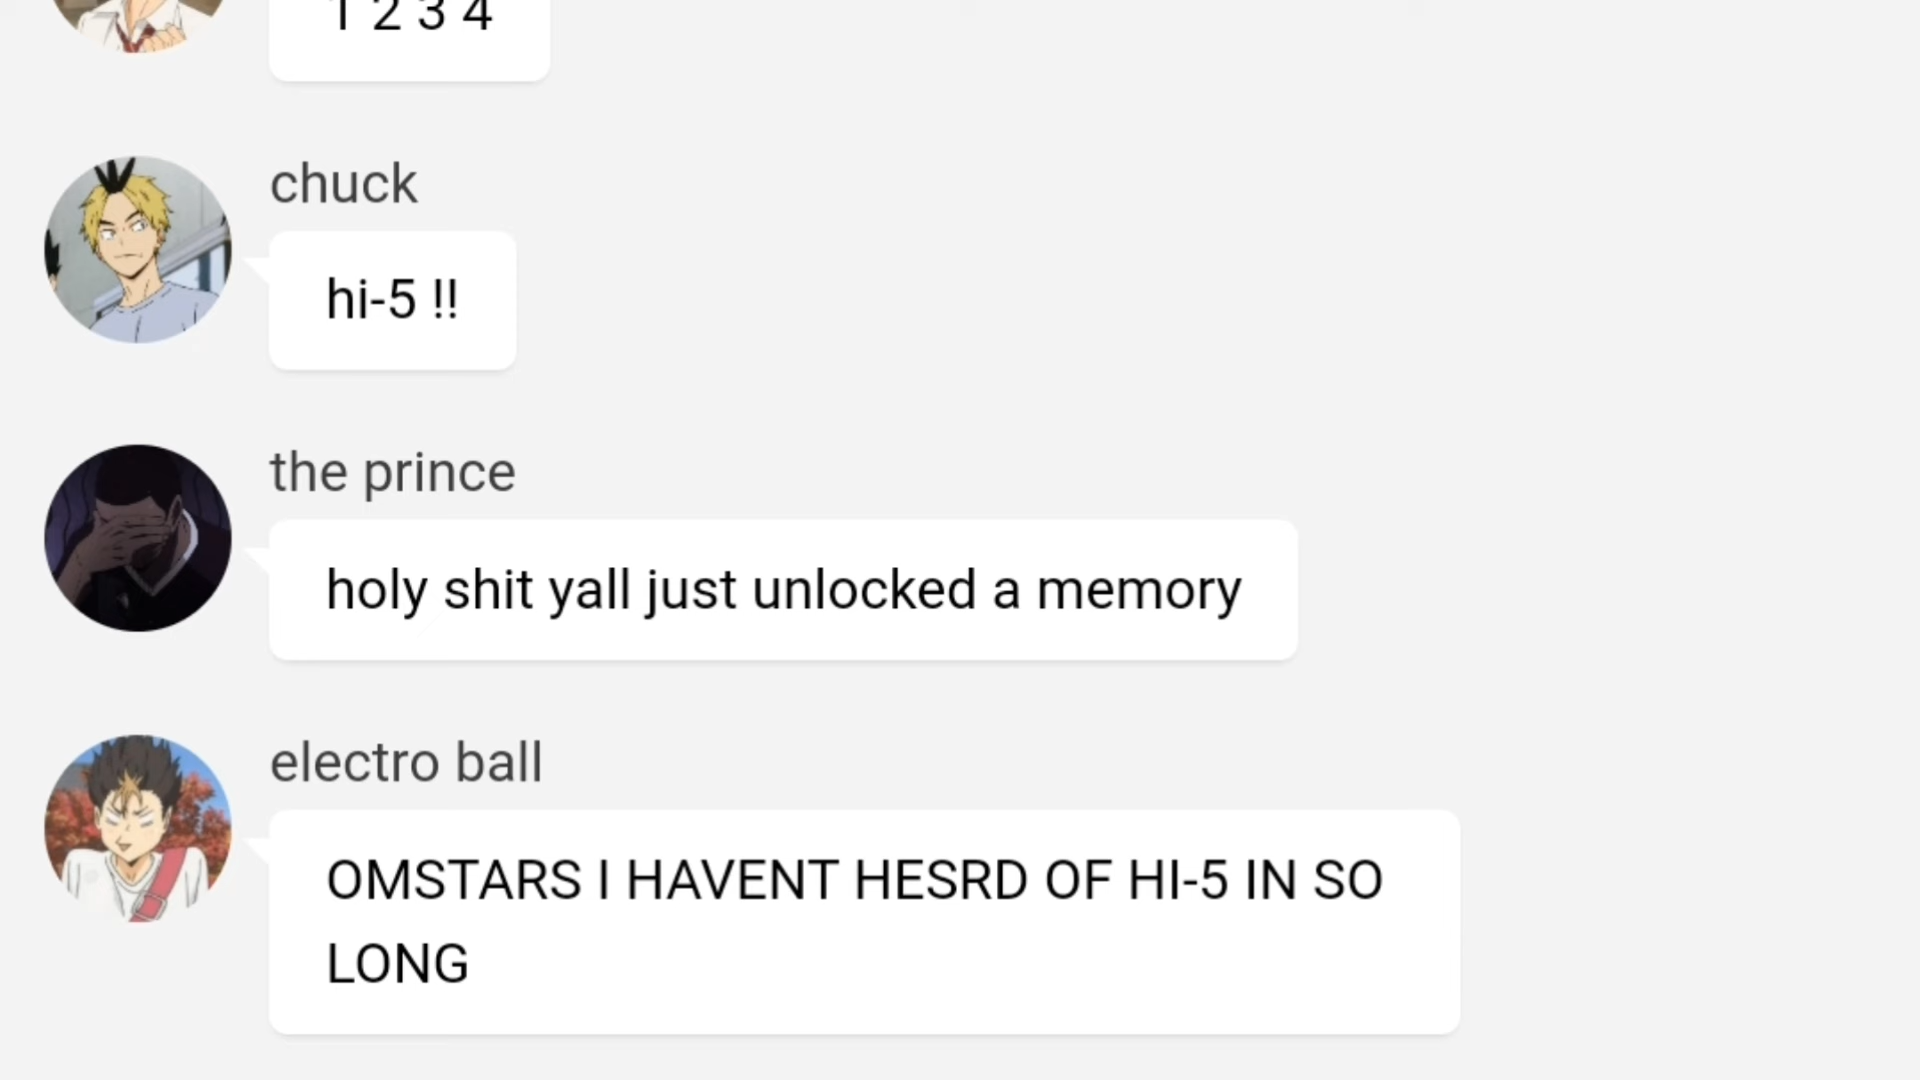 1 2 3 4
chuck
hi-5 !!
the prince
holy shit yall just unlocked a memory
electro ball
OMSTARS I HAVENT HESRD OF HI-5 IN SO
LONG